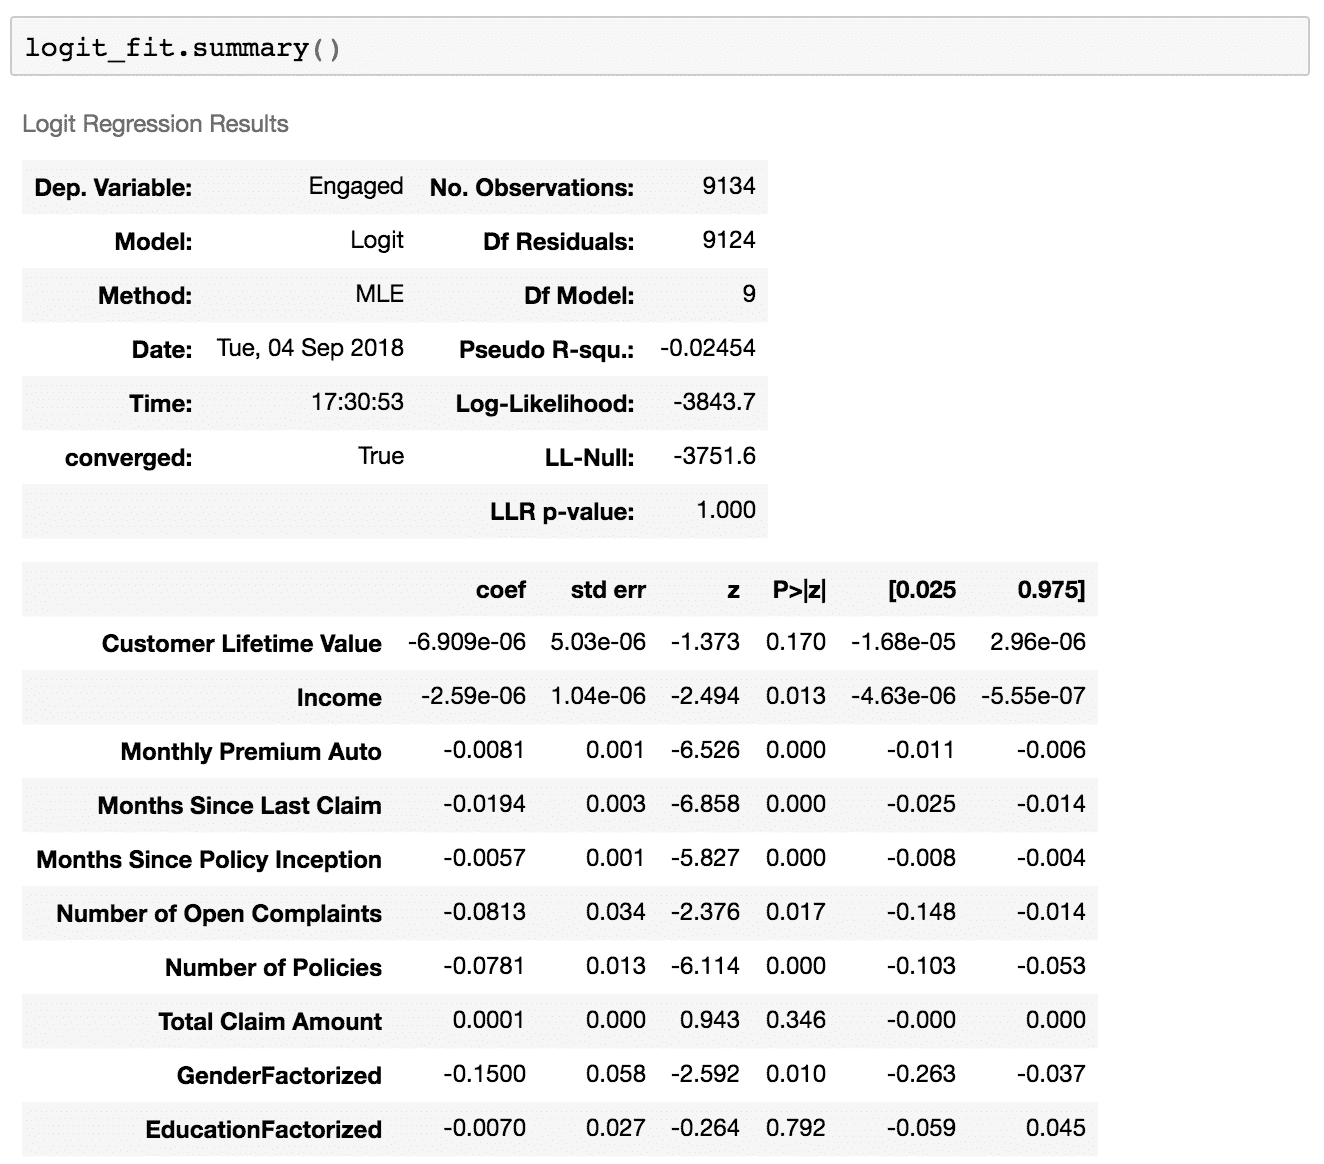 logit_fit.summary()
Logit Regression Results
Dep. Variable: Engaged No. Observations: 9134
Model: Logit Df Residuals: 9124
Method: MLE Df Model: 9
Date: Tue, 04 Sep 2018 Pseudo R-squ.: -0.02454
Time: 17:30:53 Log-Likelihood: -3843.7
converged: True LL-Null: -3751.6
LLR p-value: 1.000
coef std err z P>|z| [0.025 0.975]
Customer Lifetime Value -6.909e-06 5.03e-06 -1.373 0.170 -1.68e-05 2.96e-06
Income -2.59e-06 1.04e-06 -2.494 0.013 -4.63e-06 -5.55e-07
Monthly Premium Auto -0.0081 0.001 -6.526 0.000 -0.011 -0.006
Months Since Last Claim -0.0194 0.003 -6.858 0.000 -0.025 -0.014
Months Since Policy Inception -0.0057 0.001 -5.827 0.000 -0.008 -0.004
Number of Open Complaints -0.0813 0.034 -2.376 0.017 -0.148 -0.014
Number of Policies -0.0781 0.013 -6.114 0.000 -0.103 -0.053
Total Claim Amount 0.0001 0.000 0.943 0.346 -0.000 0.000
GenderFactorized -0.1500 0.058 -2.592 0.010 -0.263 -0.037
EducationFactorized -0.0070 0.027 -0.264 0.792 -0.059 0.045